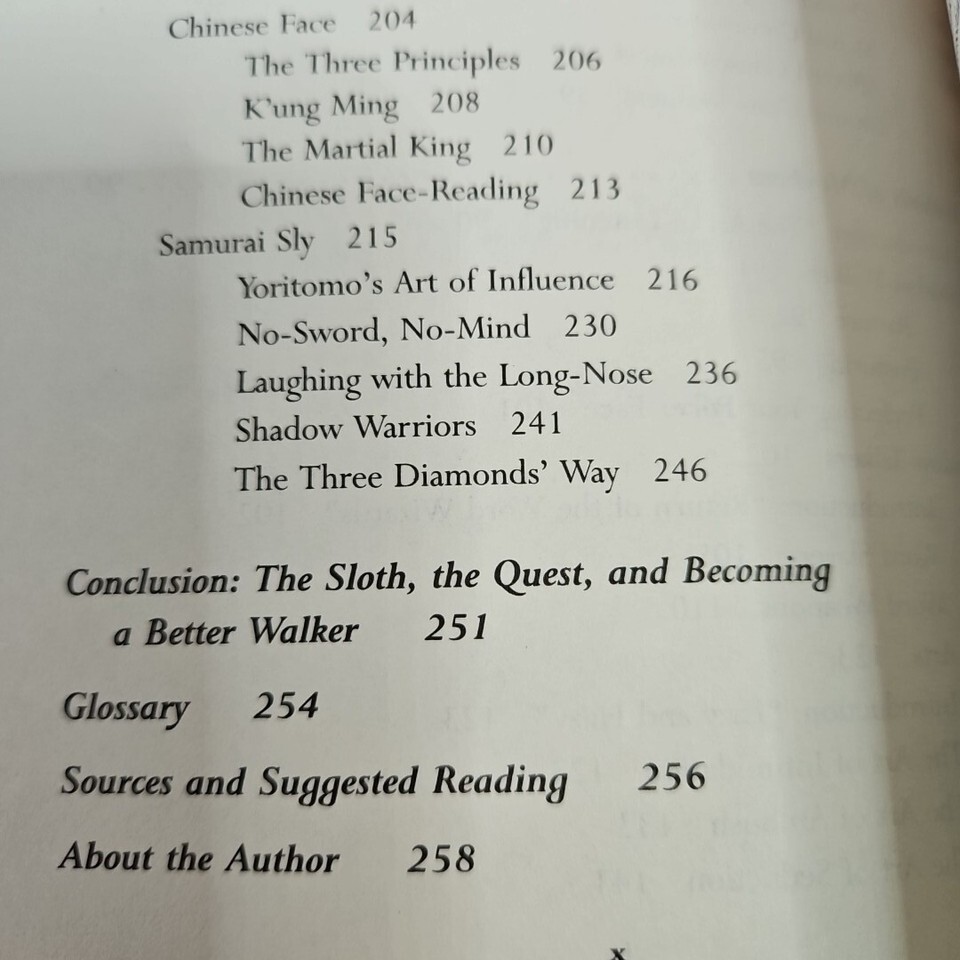 Chinese Face 204
The Three Principles 206
K'ung Ming 208
The Martial King 210
Chinese Face-Reading 213
Samurai Sly 215
Yoritomo's Art of Influence 216
No-Sword, No-Mind 230
Laughing with the Long-Nose 236
Shadow Warriors 241
The Three Diamonds' Way 246
Conclusion: The Sloth, the Quest, and Becoming
a Better Walker 251
Glossary 254
Sources and Suggested Reading 256
About the Author 258
x